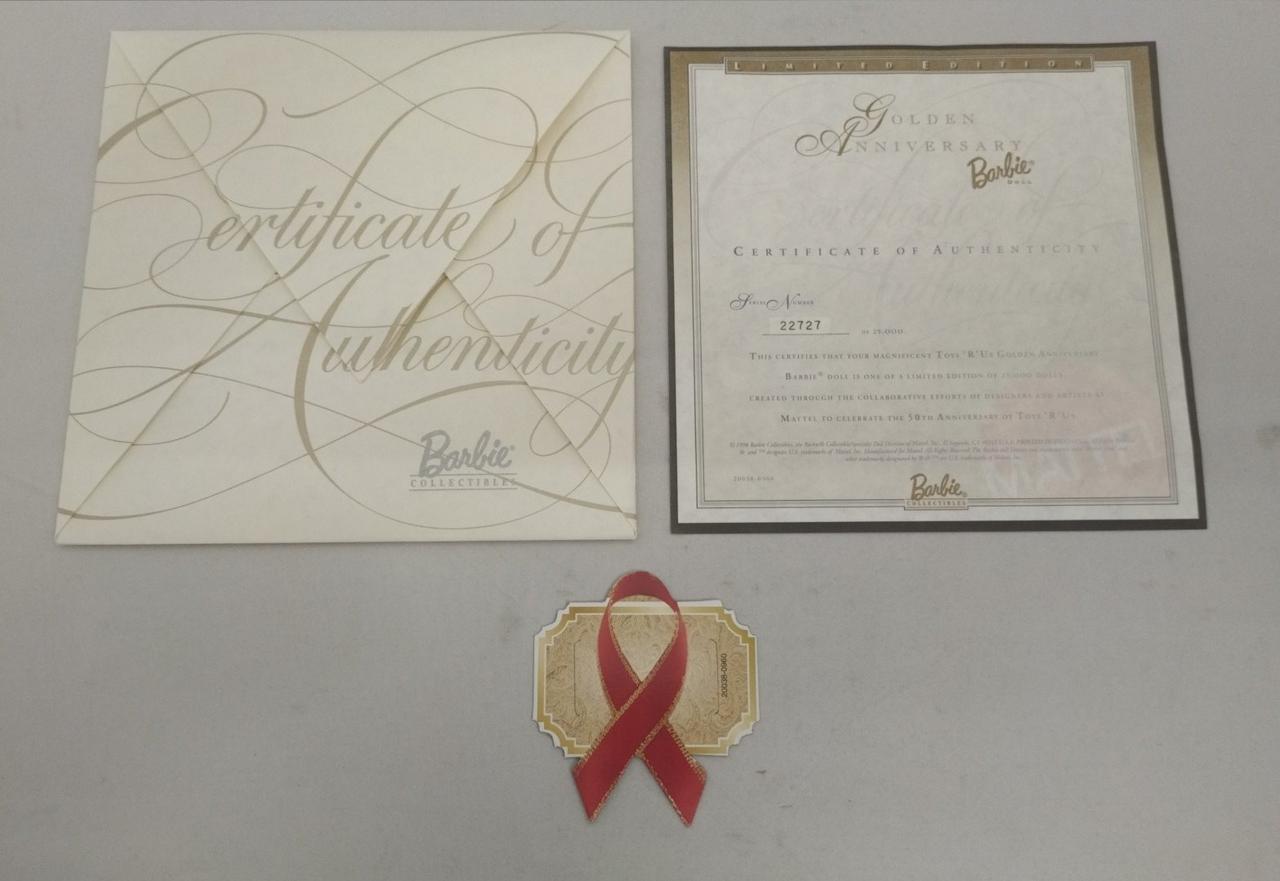 Certificate of
Authenticity
Barbie®
COLLECTIBLES
LIMITED EDITION
GOLDEN
ANNIVERSARY
Barbie®
DOLL
CERTIFICATE OF AUTHENTICITY
SERIAL NUMBER
22727 OF 25,000.
THIS CERTIFIES THAT YOUR MAGNIFICENT TOYS "R" US GOLDEN ANNIVERSARY
BARBIE® DOLL IS ONE OF A LIMITED EDITION OF 25,000 DOLLS
CREATED THROUGH THE COLLABORATIVE EFFORTS OF DESIGNERS AND ARTISTS AT
MATTEL TO CELEBRATE THE 50TH ANNIVERSARY OF TOYS "R" US.
20038-0960
Barbie®
COLLECTIBLES
20038-0960